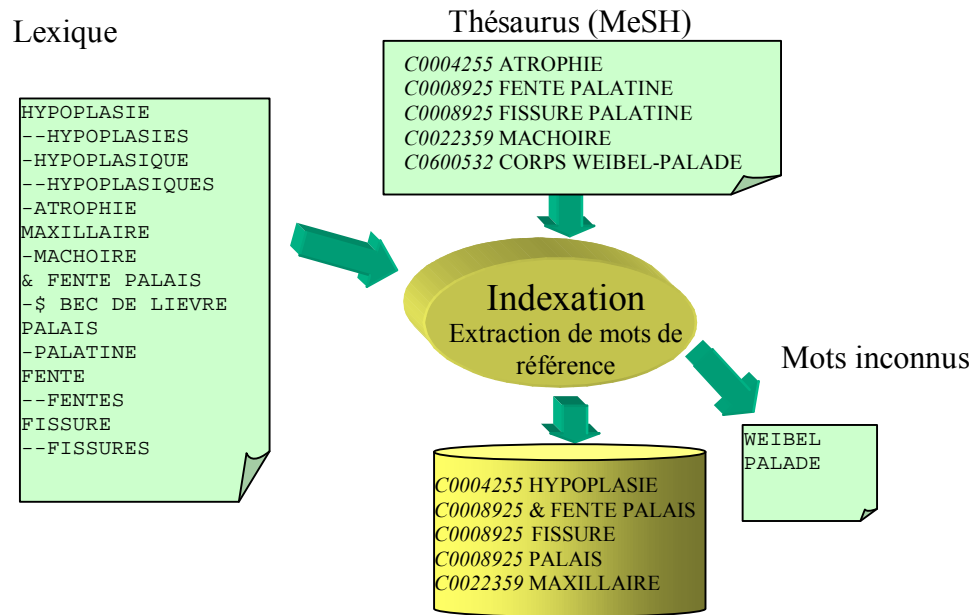 Lexique
HYPOPLASIE
--HYPOPLASIES
-HYPOPLASIQUE
--HYPOPLASIQUES
-ATROPHIE
MAXILLAIRE
-MACHOIRE
& FENTE PALAIS
-$ BEC DE LIEVRE
PALAIS
-PALATINE
FENTE
--FENTES
FISSURE
--FISSURES
Thésaurus (MeSH)
C0004255 ATROPHIE
C0008925 FENTE PALATINE
C0008925 FISSURE PALATINE
C0022359 MACHOIRE
C0600532 CORPS WEIBEL-PALADE
Indexation
Extraction de mots de
référence
Mots inconnus
WEIBEL
PALADE
C0004255 HYPOPLASIE
C0008925 & FENTE PALAIS
C0008925 FISSURE
C0008925 PALAIS
C0022359 MAXILLAIRE